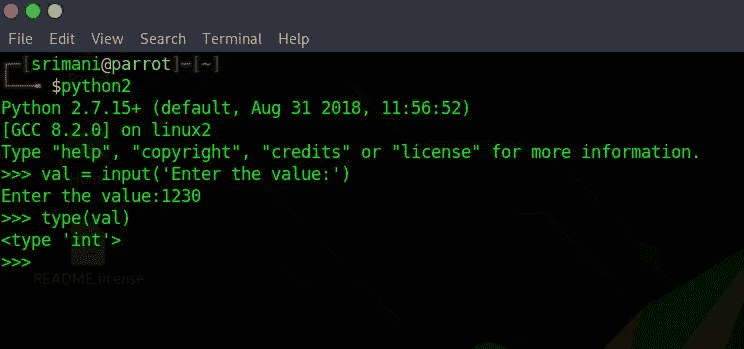 File Edit View Search Terminal Help
┌─[srimani@parrot]─[~]
└──╼ $python2
Python 2.7.15+ (default, Aug 31 2018, 11:56:52)
[GCC 8.2.0] on linux2
Type "help", "copyright", "credits" or "license" for more information.
>>> val = input('Enter the value:')
Enter the value:1230
>>> type(val)
<type 'int'>
>>>
README.license